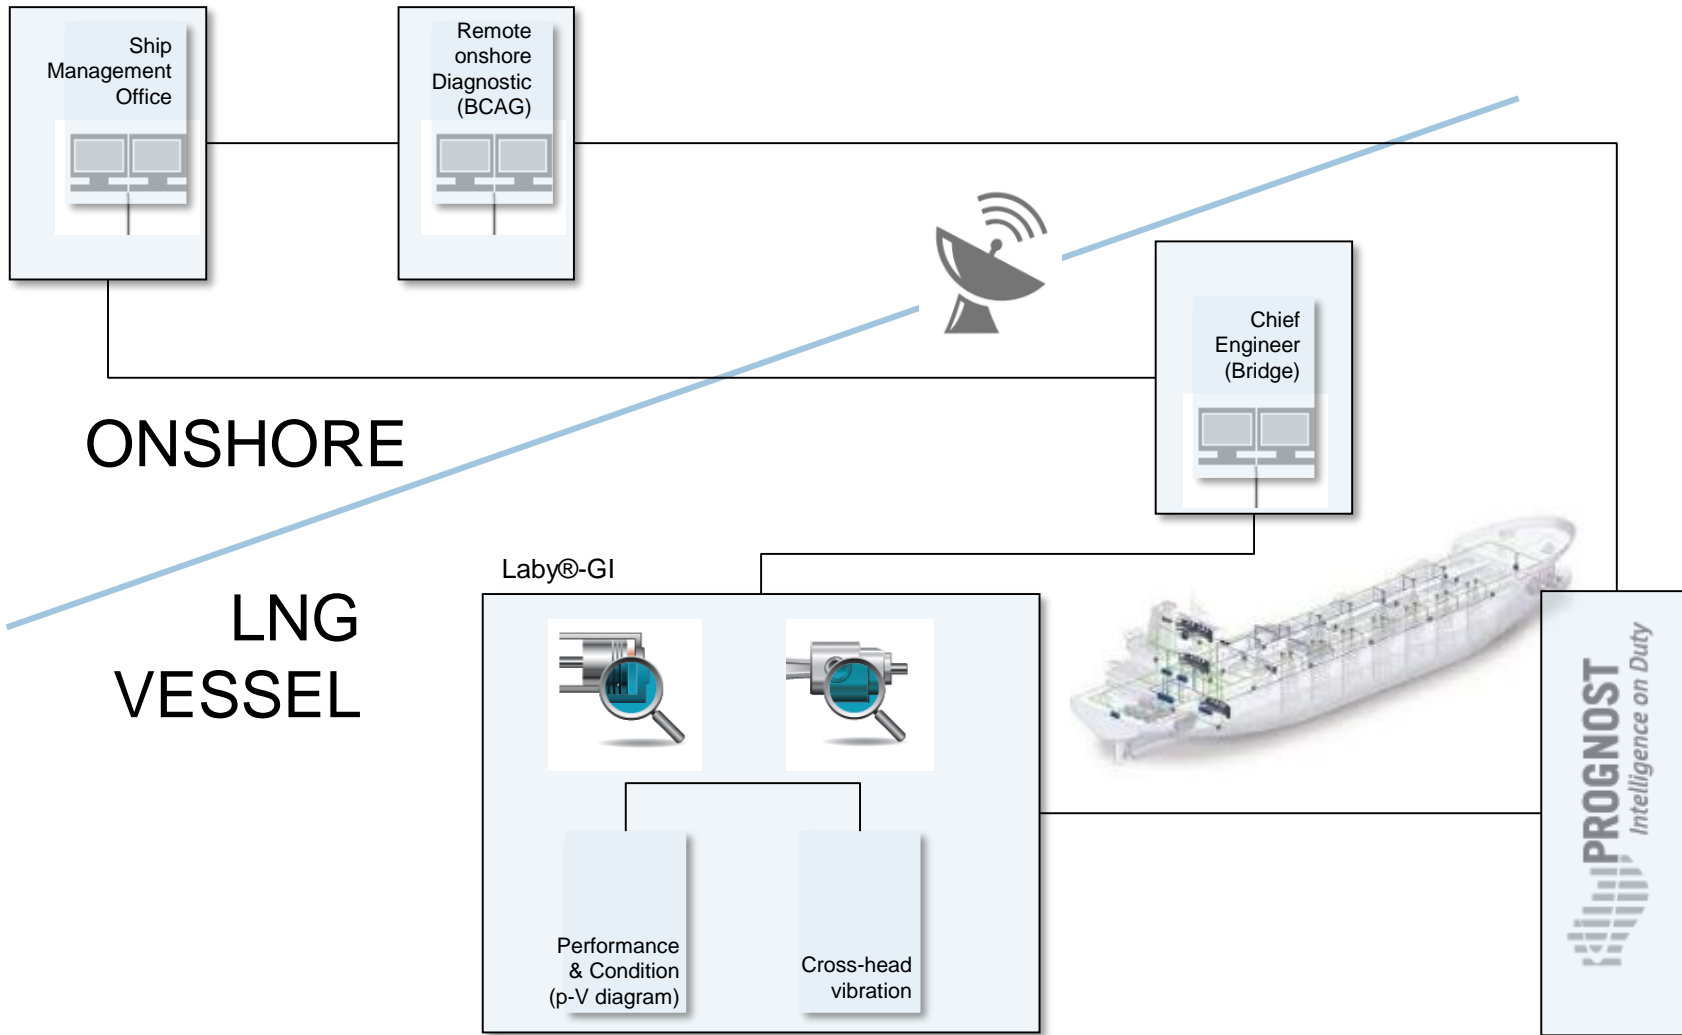 Ship
Management
Office
Remote
onshore
Diagnostic
(BCAG)
Chief
Engineer
(Bridge)
ONSHORE
LNG
VESSEL
Laby®-GI
Performance
& Condition
(p-V diagram)
Cross-head
vibration
PROGNOST
Intelligence on Duty